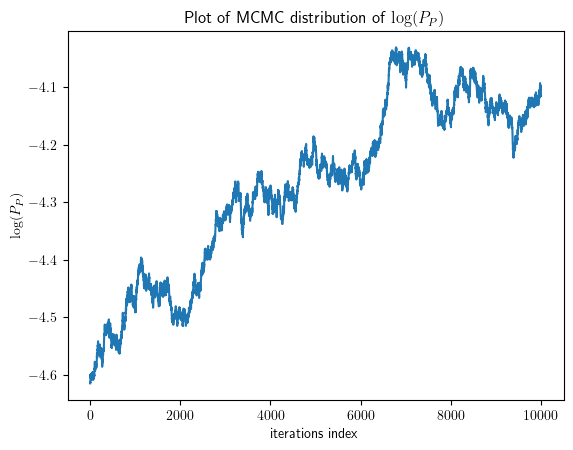 Plot of MCMC distribution of log(P_P)
log(P_P)
−4.1
−4.2
−4.3
−4.4
−4.5
−4.6
0 2000 4000 6000 8000 10000
iterations index